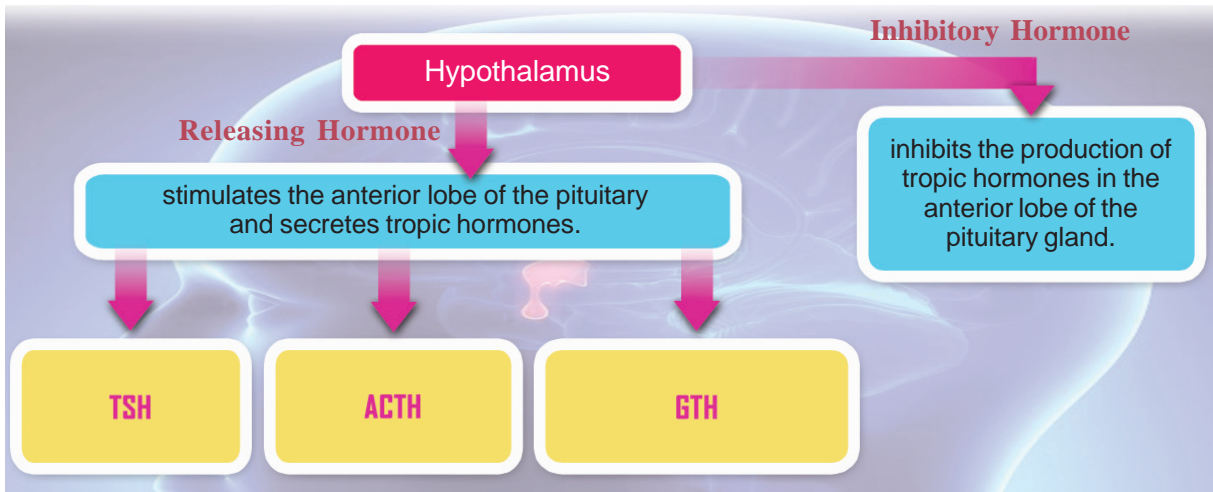 Hypothalamus
Inhibitory Hormone
Releasing Hormone
inhibits the production of
tropic hormones in the
anterior lobe of the
pituitary gland.
stimulates the anterior lobe of the pituitary
and secretes tropic hormones.
TSH
ACTH
GTH